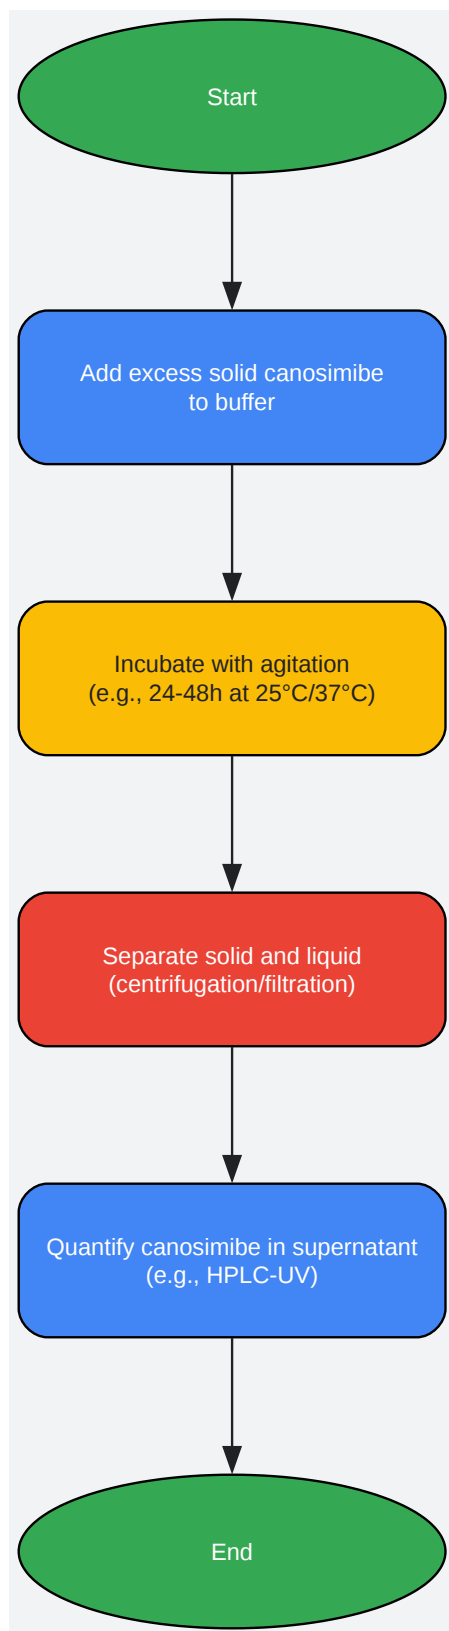 Start
Add excess solid canosimibe
to buffer
Incubate with agitation
(e.g., 24-48h at 25°C/37°C)
Separate solid and liquid
(centrifugation/filtration)
Quantify canosimibe in supernatant
(e.g., HPLC-UV)
End